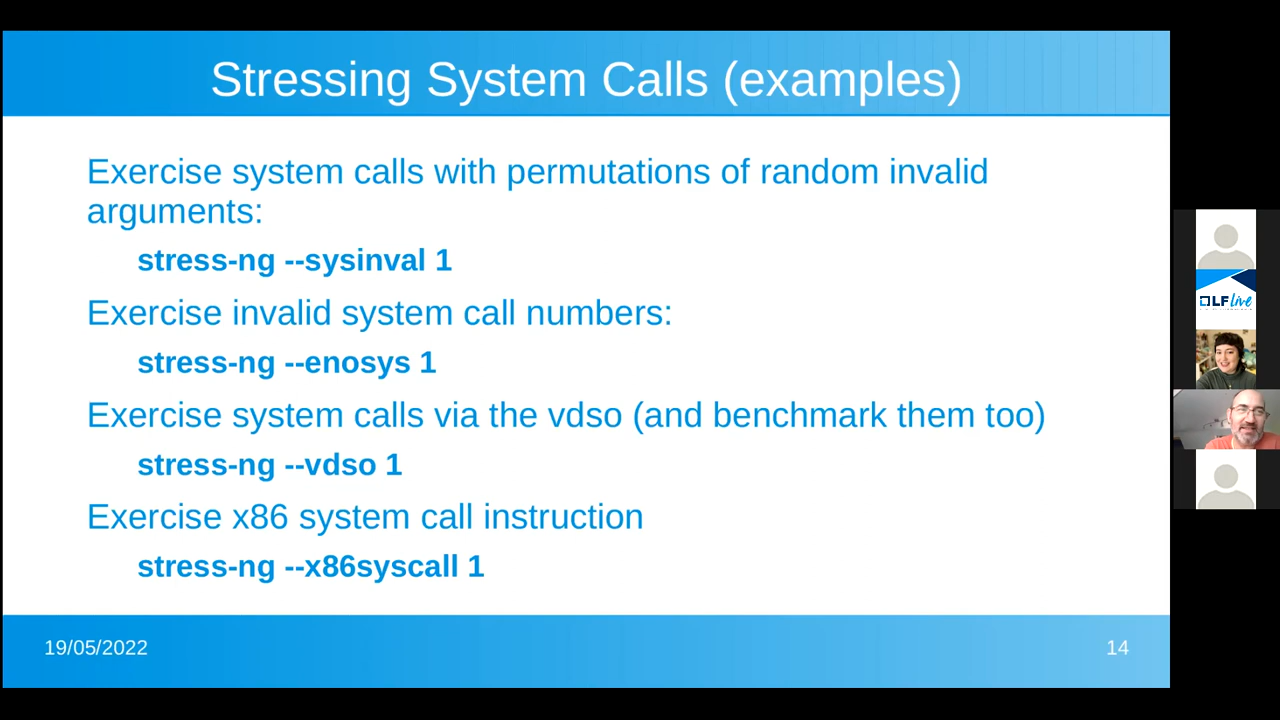 Stressing System Calls (examples)
Exercise system calls with permutations of random invalid
arguments:
stress-ng --sysinval 1
Exercise invalid system call numbers:
stress-ng --enosys 1
Exercise system calls via the vdso (and benchmark them too)
stress-ng --vdso 1
Exercise x86 system call instruction
stress-ng --x86syscall 1
19/05/2022
14
LF Live